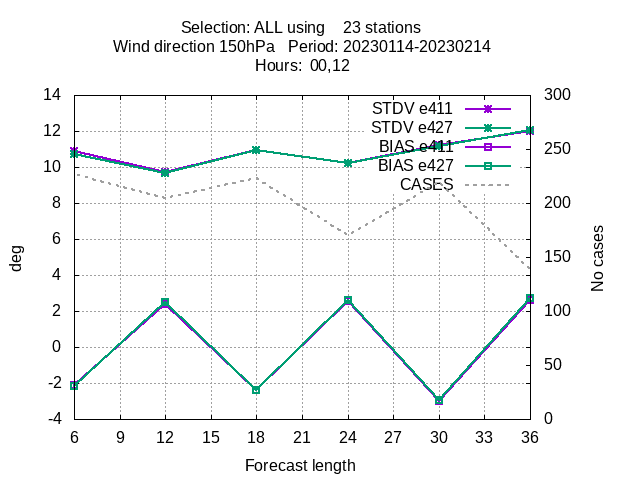 Selection: ALL using    23 stations
Wind direction 150hPa   Period: 20230114-20230214
Hours:  00,12
14
12
10
8
6
4
2
0
-2
-4
deg
300
250
200
150
100
50
0
No cases
STDV e411
STDV e427
BIAS e411
BIAS e427
CASES
6 9 12 15 18 21 24 27 30 33 36
Forecast length